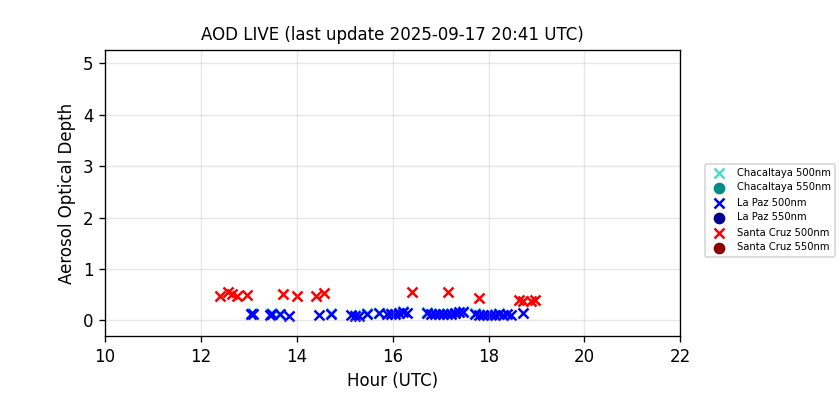 AOD LIVE (last update 2025-09-17 20:41 UTC)
Aerosol Optical Depth
5
4
3
2
1
0
10 12 14 16 18 20 22
Hour (UTC)
Chacaltaya 500nm
Chacaltaya 550nm
La Paz 500nm
La Paz 550nm
Santa Cruz 500nm
Santa Cruz 550nm